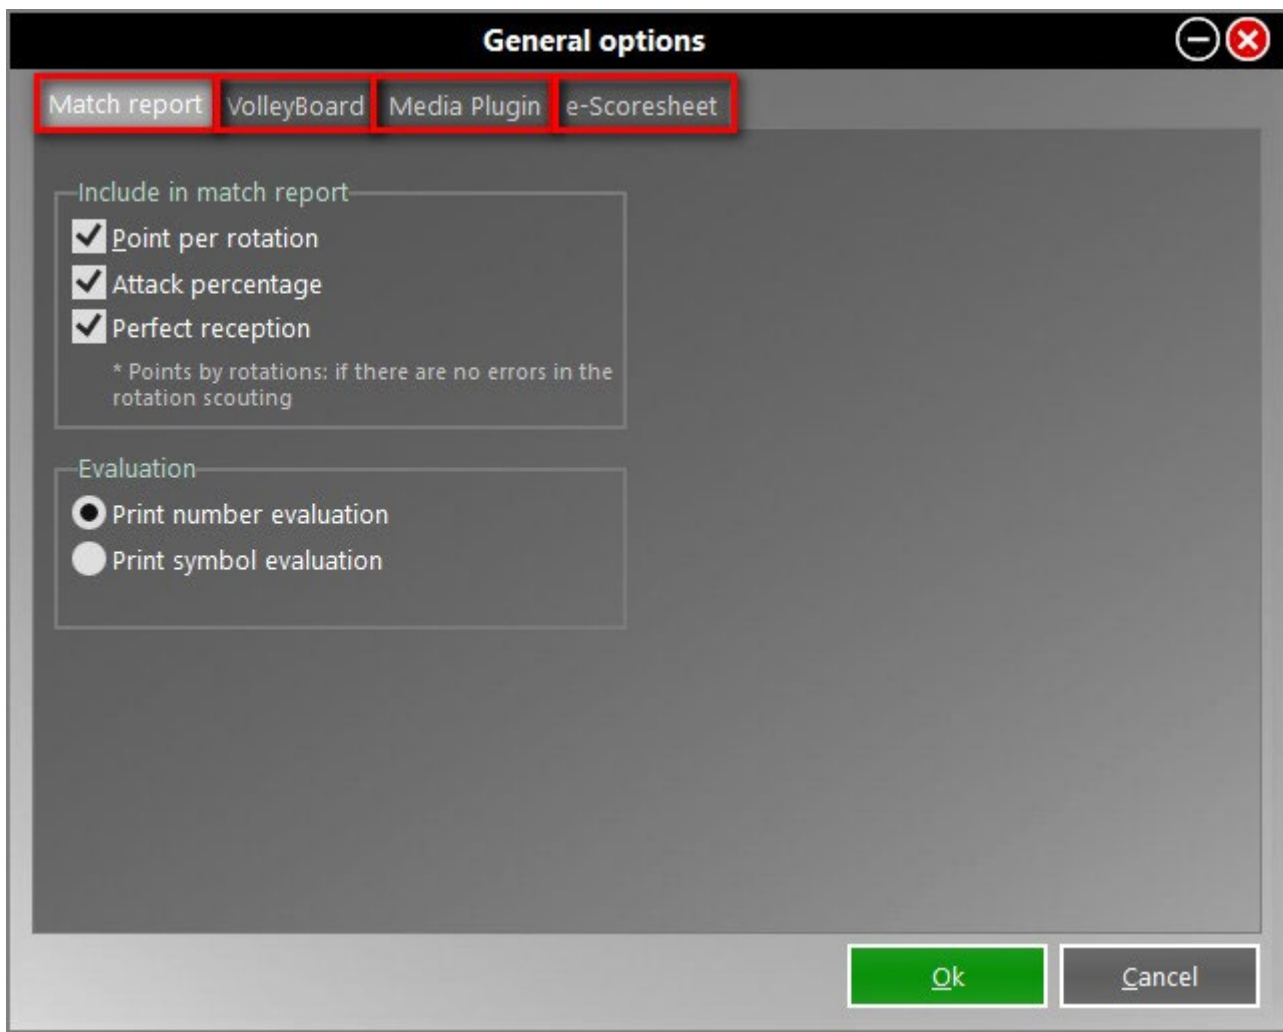 General options
Match report VolleyBoard Media Plugin e-Scoresheet
Include in match report
Point per rotation
Attack percentage
Perfect reception
* Points by rotations: if there are no errors in the
rotation scouting
Evaluation
Print number evaluation
Print symbol evaluation
Ok Cancel